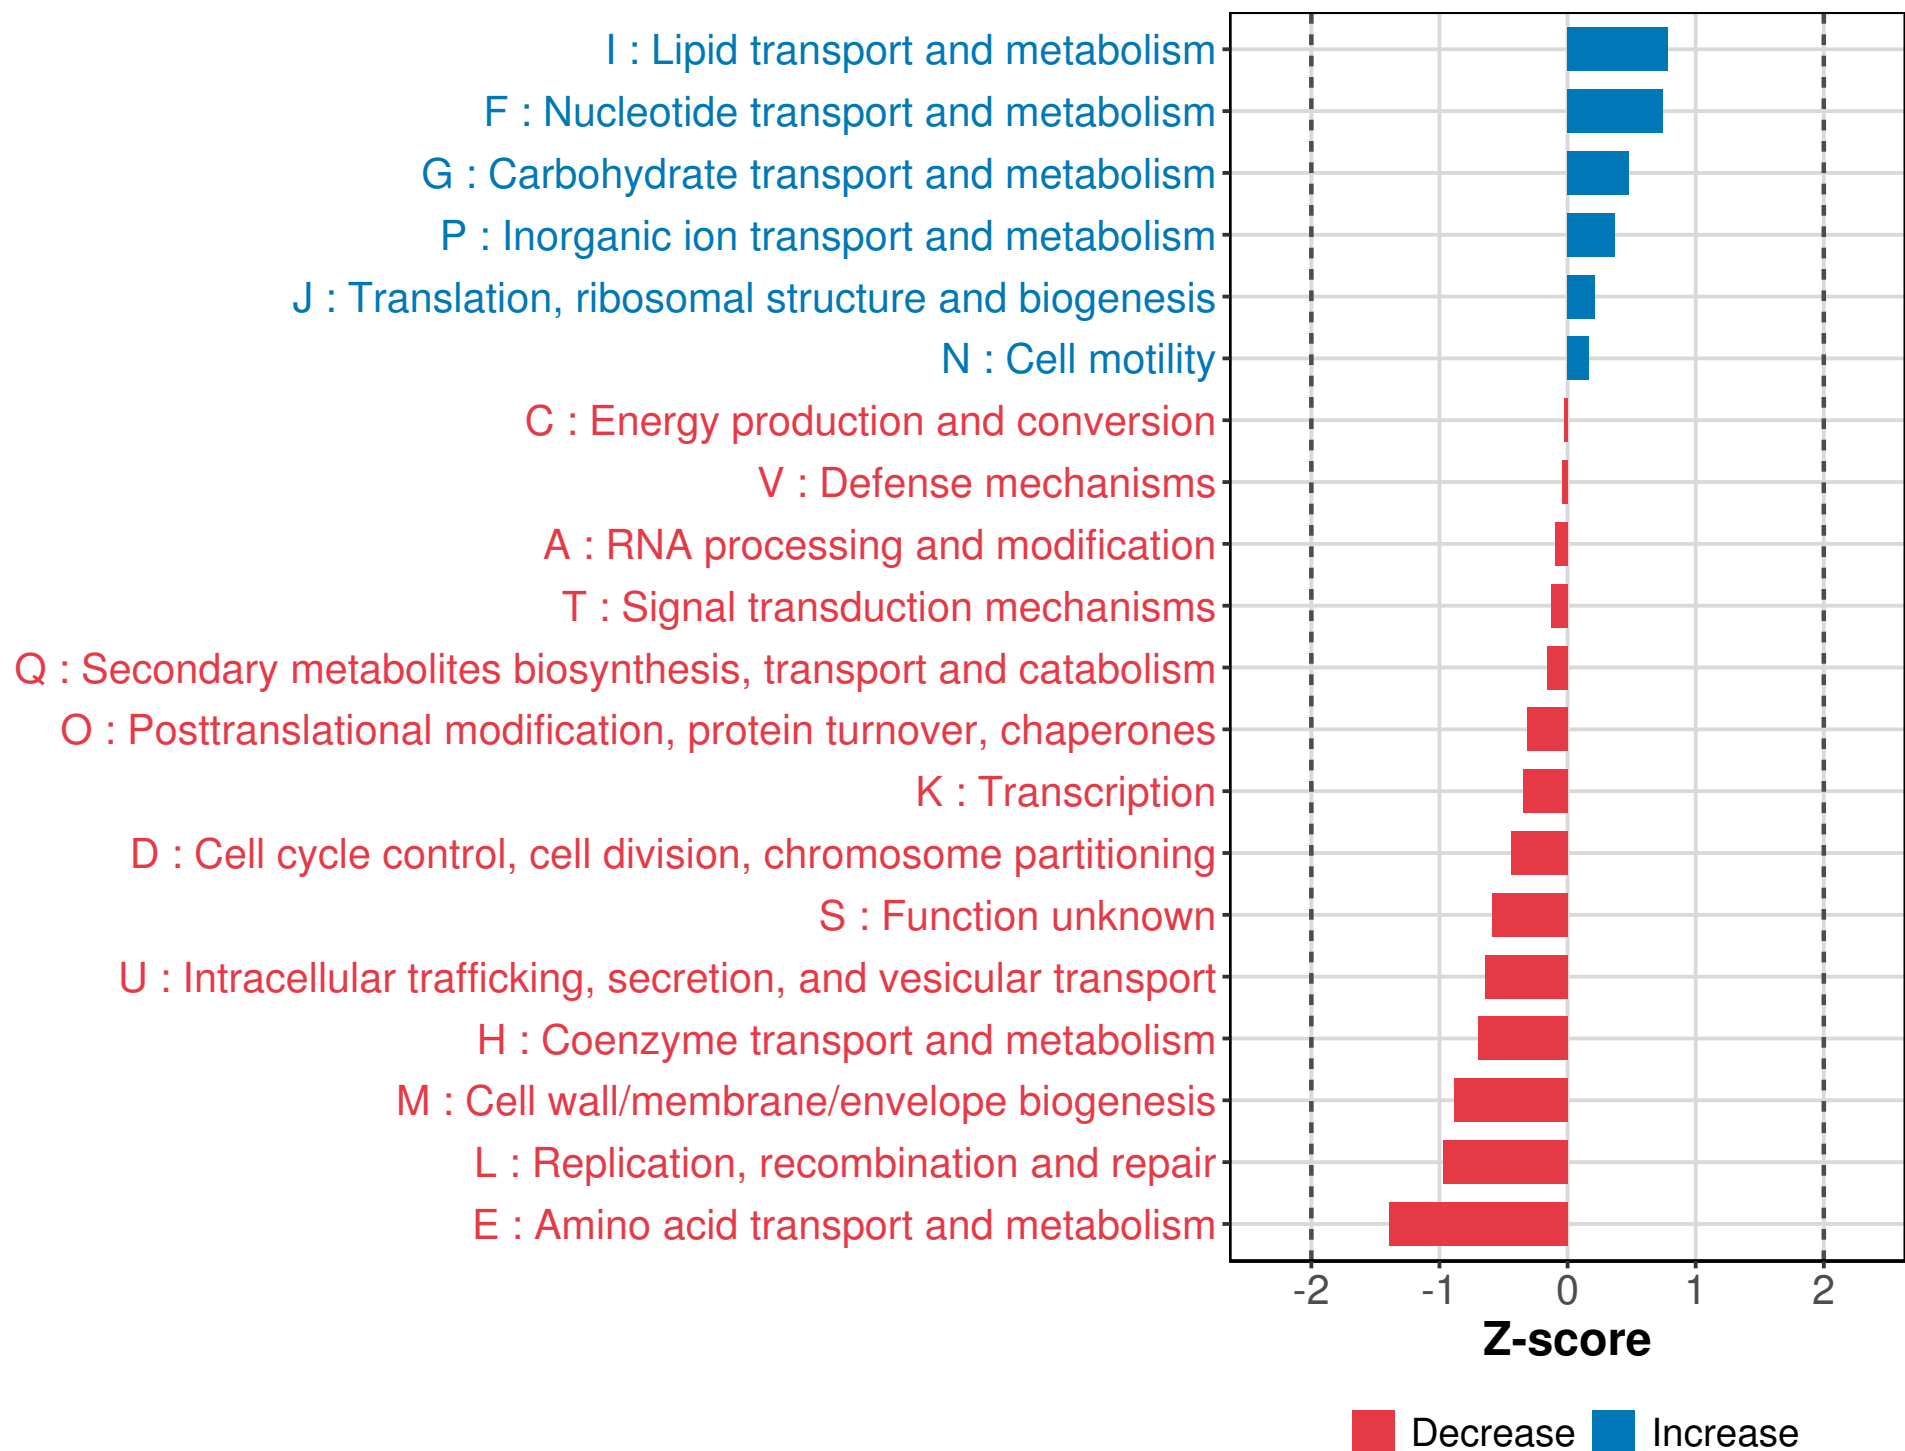 I : Lipid transport and metabolism
F : Nucleotide transport and metabolism
G : Carbohydrate transport and metabolism
P : Inorganic ion transport and metabolism
J : Translation, ribosomal structure and biogenesis
N : Cell motility
C : Energy production and conversion
V : Defense mechanisms
A : RNA processing and modification
T : Signal transduction mechanisms
Q : Secondary metabolites biosynthesis, transport and catabolism
O : Posttranslational modification, protein turnover, chaperones
K : Transcription
D : Cell cycle control, cell division, chromosome partitioning
S : Function unknown
U : Intracellular trafficking, secretion, and vesicular transport
H : Coenzyme transport and metabolism
M : Cell wall/membrane/envelope biogenesis
L : Replication, recombination and repair
E : Amino acid transport and metabolism
-2 -1 0 1 2
Z-score
Decrease Increase